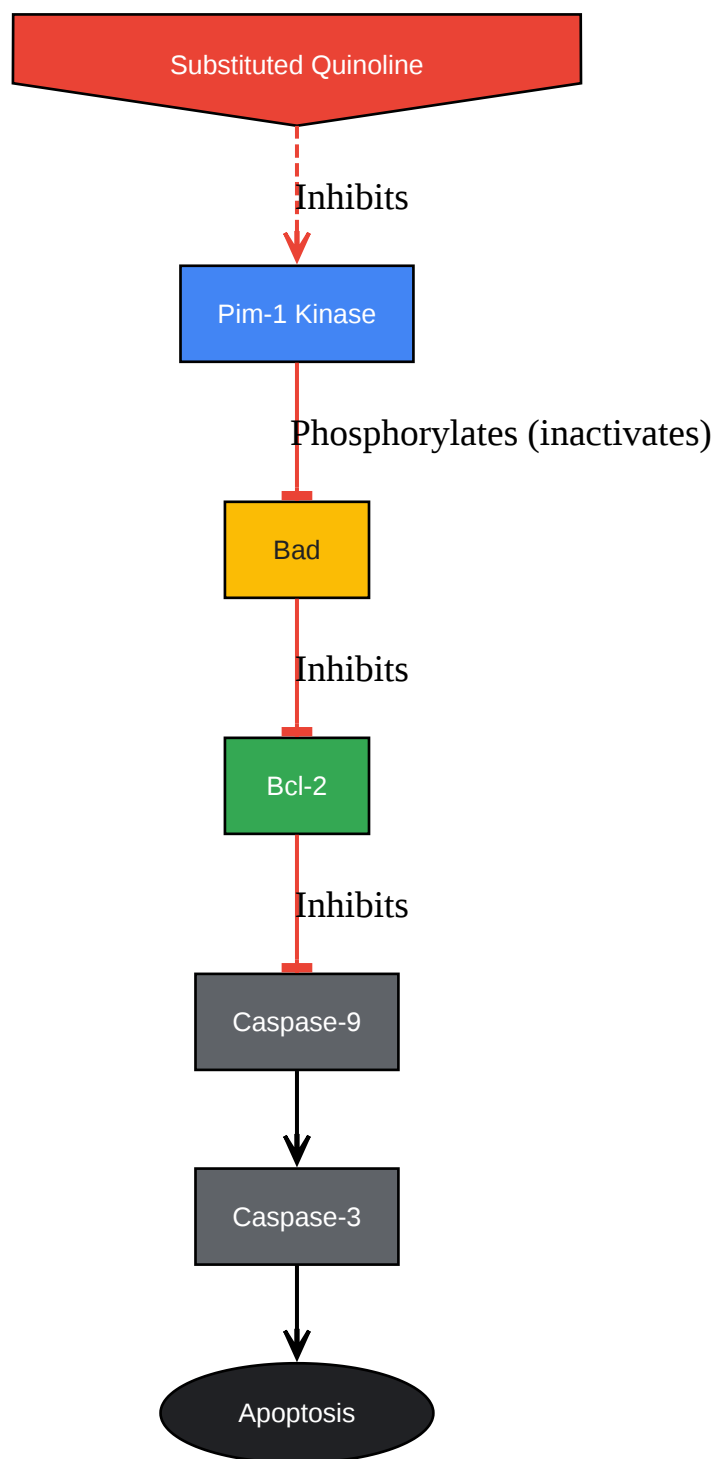 Substituted Quinoline
Inhibits
Pim-1 Kinase
Phosphorylates (inactivates)
Bad
Inhibits
Bcl-2
Inhibits
Caspase-9
Caspase-3
Apoptosis